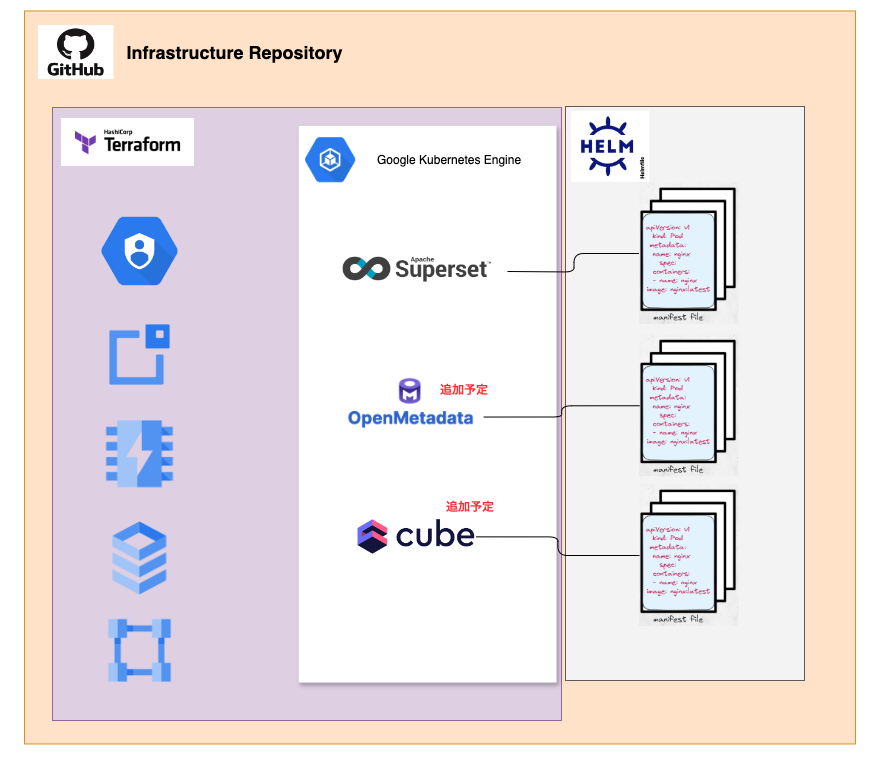 GitHub
Infrastructure Repository
HashiCorp
Terraform
Google Kubernetes Engine
HELM
Helmfile
Apache
Superset™
apiVersion: v1
kind: Pod
metadata:
name: nginx
spec:
containers:
- name: nginx
image: nginx:latest
manifest file
追加予定
OpenMetadata
apiVersion: v1
kind: Pod
metadata:
name: nginx
spec:
containers:
- name: nginx
image: nginx:latest
manifest file
追加予定
cube
apiVersion: v1
kind: Pod
metadata:
name: nginx
spec:
containers:
- name: nginx
image: nginx:latest
manifest file